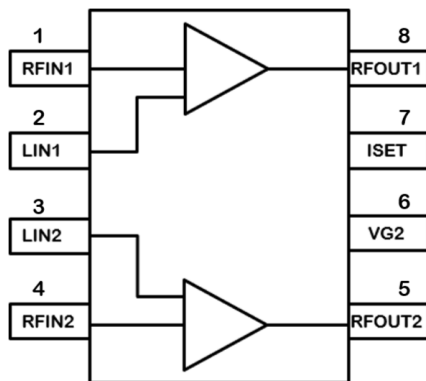 1
8
RFIN1
RFOUT1
2
7
LIN1
ISET
3
6
LIN2
VG2
4
5
RFIN2
RFOUT2